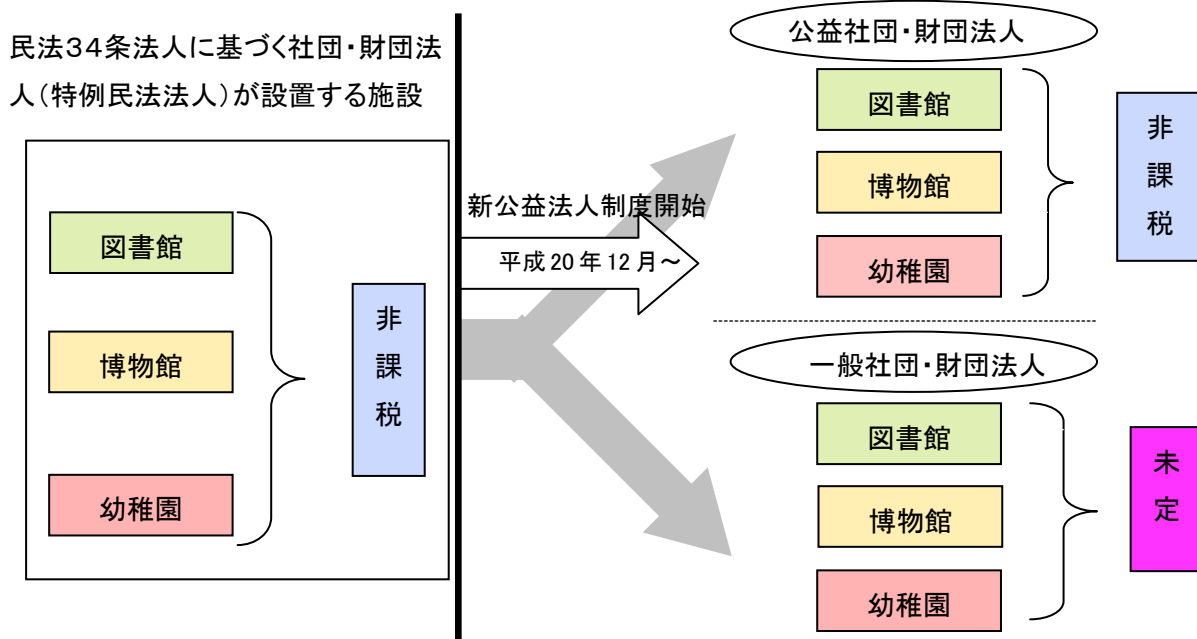 民法34条法人に基づく社団・財団法
人(特例民法法人)が設置する施設
図書館
博物館
幼稚園
非課税
新公益法人制度開始
平成20年12月~
公益社団・財団法人
図書館
博物館
幼稚園
非課税
一般社団・財団法人
図書館
博物館
幼稚園
未定